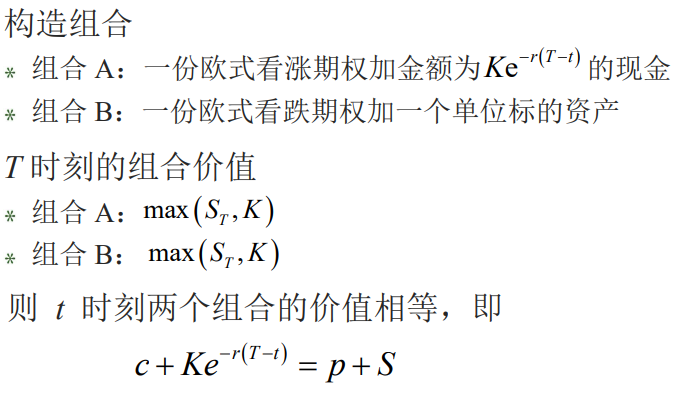 构造组合
* 组合 A：一份欧式看涨期权加金额为Ke^{-r(T-t)} 的现金
* 组合 B：一份欧式看跌期权加一个单位标的资产
T 时刻的组合价值
* 组合 A：max(S_T, K)
* 组合 B： max(S_T, K)
则 t 时刻两个组合的价值相等，即
c + Ke^{-r(T-t)} = p + S